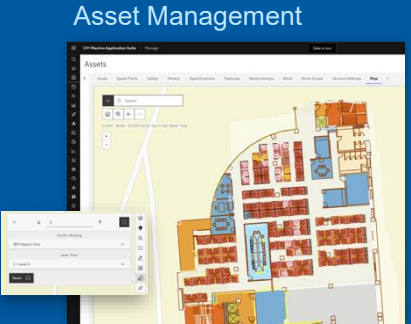 Asset Management
IBM Maximo Application Suite Manage
Take a tour
Assets
Asset Spare Parts Safety Meters Specifications Features Relationships Work Work Zones Service Address Map
Search
Facility / Building
IBM Watson One
Level / Floor
2 - Level 2
Reset